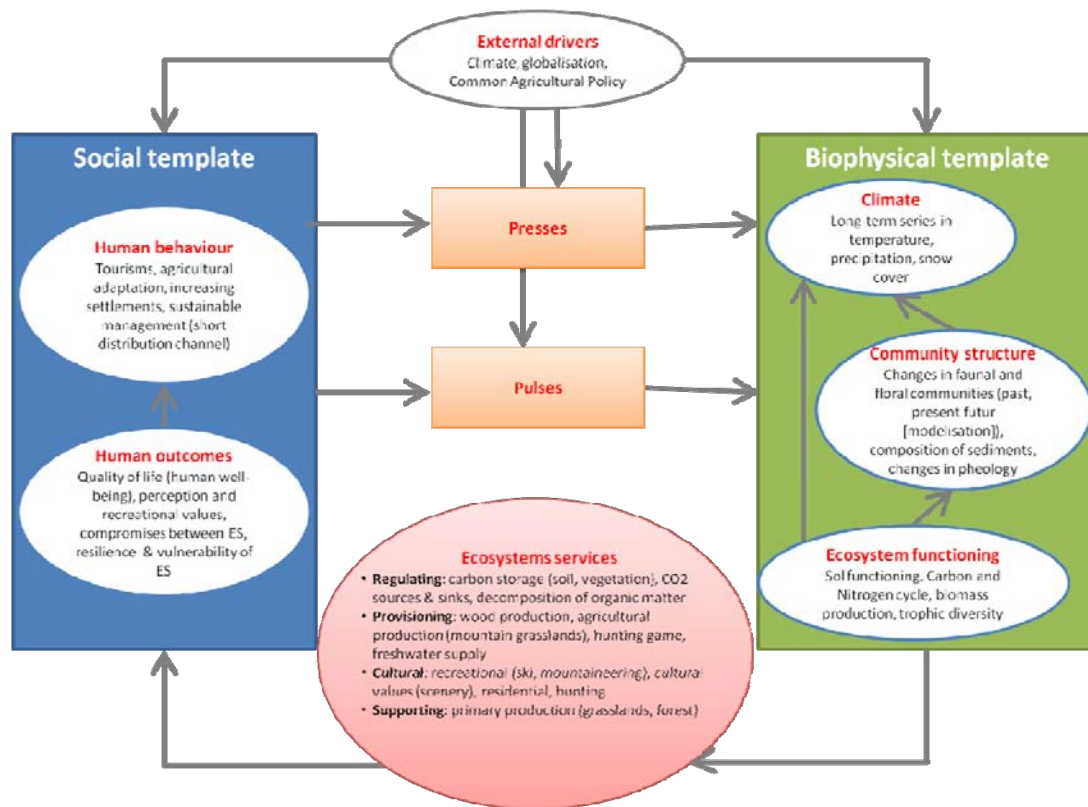 External drivers
Climate, globalisation,
Common Agricultural Policy
Social template
Human behaviour
Tourisms, agricultural
adaptation, increasing
settlements, sustainable
management (short
distribution channel)
Human outcomes
Quality of life (human well-
being), perception and
recreational values,
compromises between ES,
resilience & vulnerability of
ES
Presses
Pulses
Ecosystems services
• Regulating: carbon storage (soil, vegetation), CO2
sources & sinks, decomposition of organic matter
• Provisioning: wood production, agricultural
production (mountain grasslands), hunting game,
freshwater supply
• Cultural: recreational (ski, mountaineering), cultural
values (scenery), residential, hunting
• Supporting: primary production (grasslands, forest)
Biophysical template
Climate
Long-term series in
temperature,
precipitation, snow
cover
Community structure
Changes in faunal and
floral communities (past,
present futur
[modelisation]),
composition of sediments,
changes in pheology
Ecosystem functioning
Sol functioning, Carbon and
Nitrogen cycle, biomass
production, trophic diversity